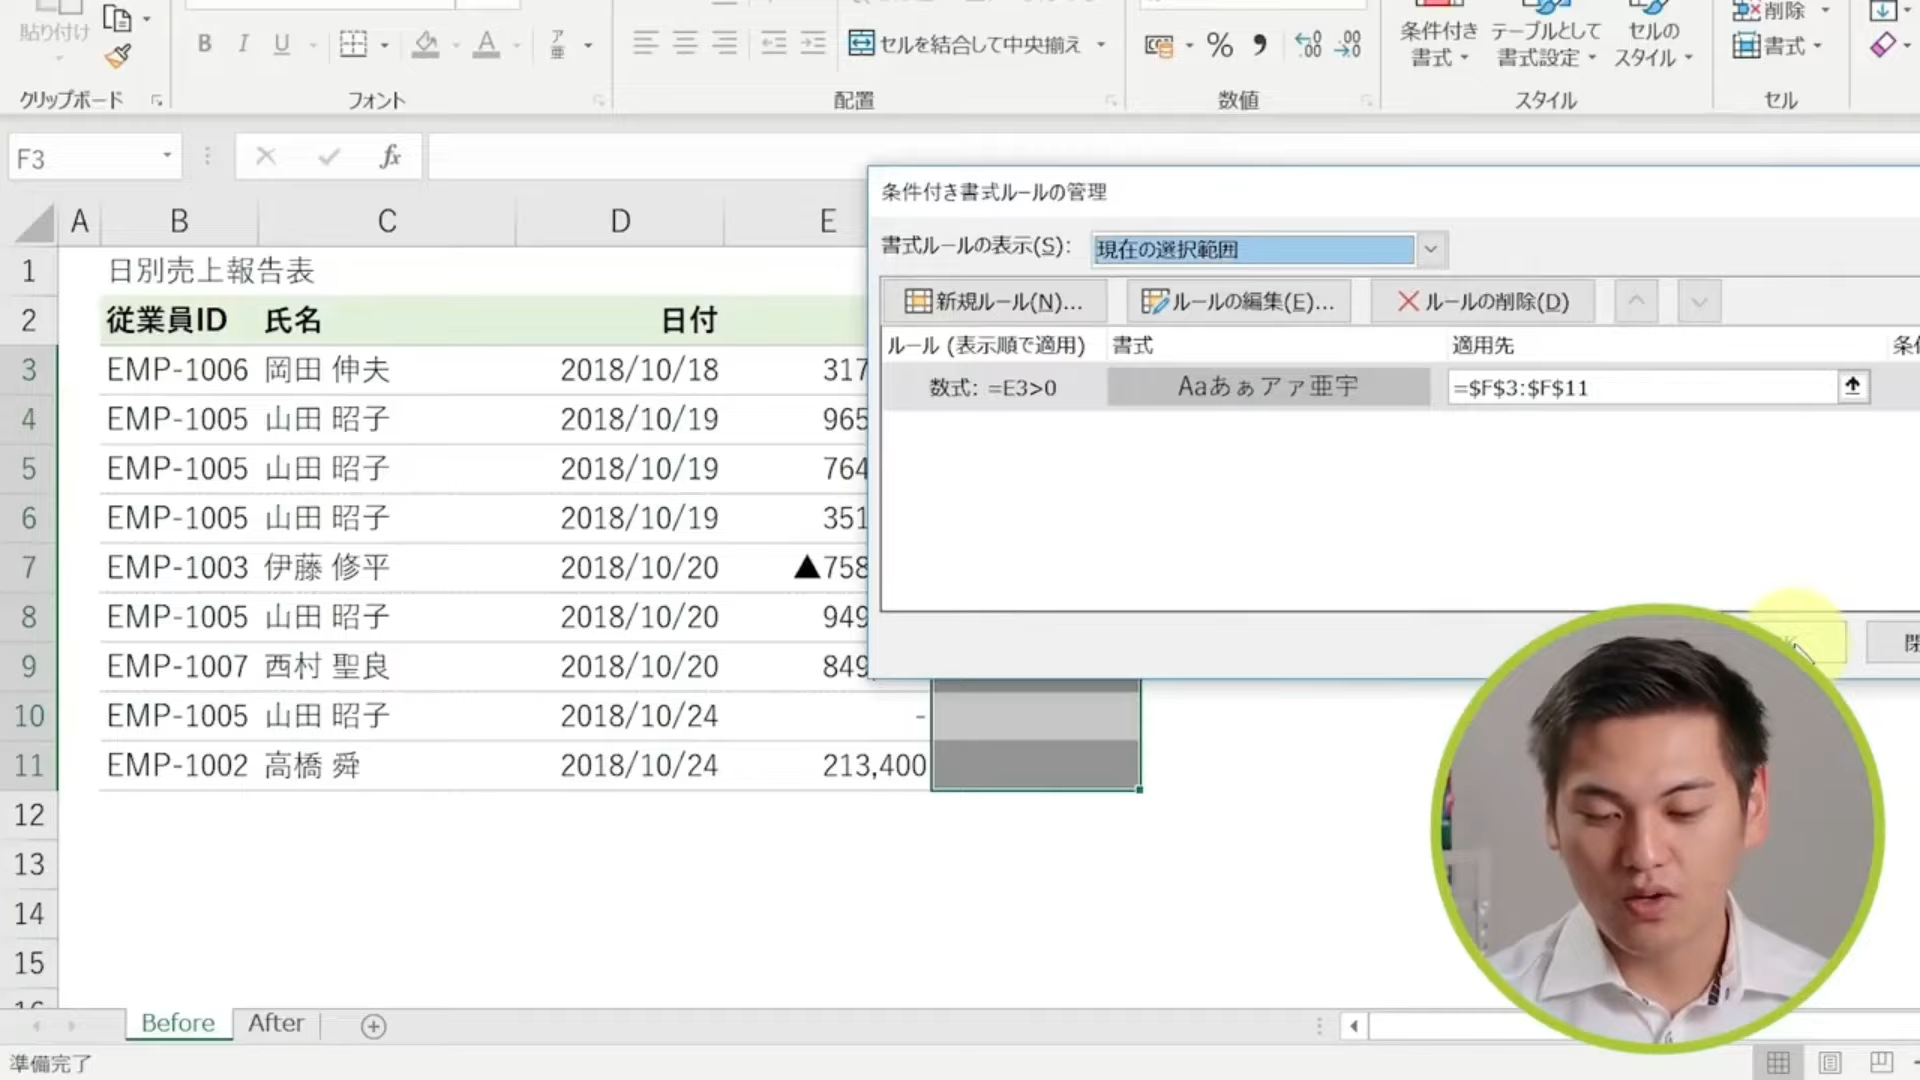 貼り付け
B I U
A
ア
亜
セルを結合して中央揃え
% 9
条件付き
書式
テーブルとして
書式設定
セルの
スタイル
削除
書式
クリップボード
フォント
配置
数値
スタイル
セル
F3
fx
A B C D E
条件付き書式ルールの管理
書式ルールの表示(S): 現在の選択範囲
新規ルール(N)... ルールの編集(E)... ルールの削除(D)
ルール (表示順で適用) 書式 適用先
数式: =E3>0 Aaあぁアァ亜宇 =$F$3:$F$11
1 日別売上報告表
2 従業員ID 氏名 日付
3 EMP-1006 岡田 伸夫 2018/10/18 317
4 EMP-1005 山田 昭子 2018/10/19 965
5 EMP-1005 山田 昭子 2018/10/19 764
6 EMP-1005 山田 昭子 2018/10/19 351
7 EMP-1003 伊藤 修平 2018/10/20 ▲758
8 EMP-1005 山田 昭子 2018/10/20 949
9 EMP-1007 西村 聖良 2018/10/20 849
10 EMP-1005 山田 昭子 2018/10/24 -
11 EMP-1002 高橋 舜 2018/10/24 213,400
12
13
14
15
Before After
準備完了